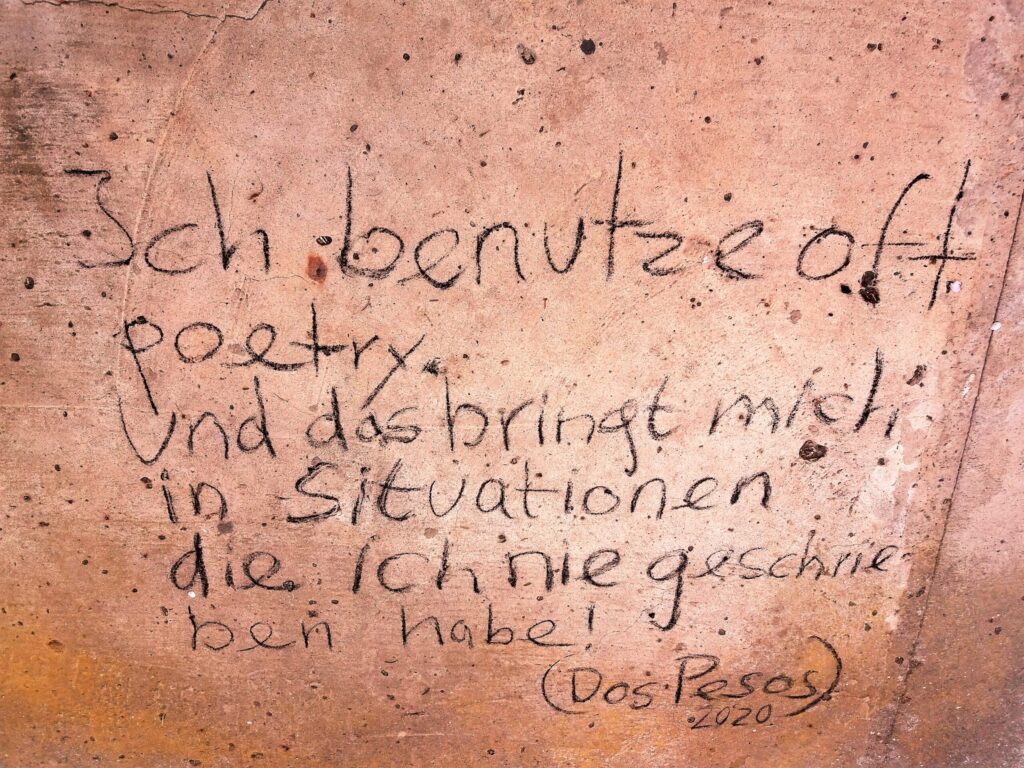 Ich benutze oft
poetry.
Und das bringt mich
in Situationen
die ich nie geschrie
ben habe!
(Dos Pesos)
2020